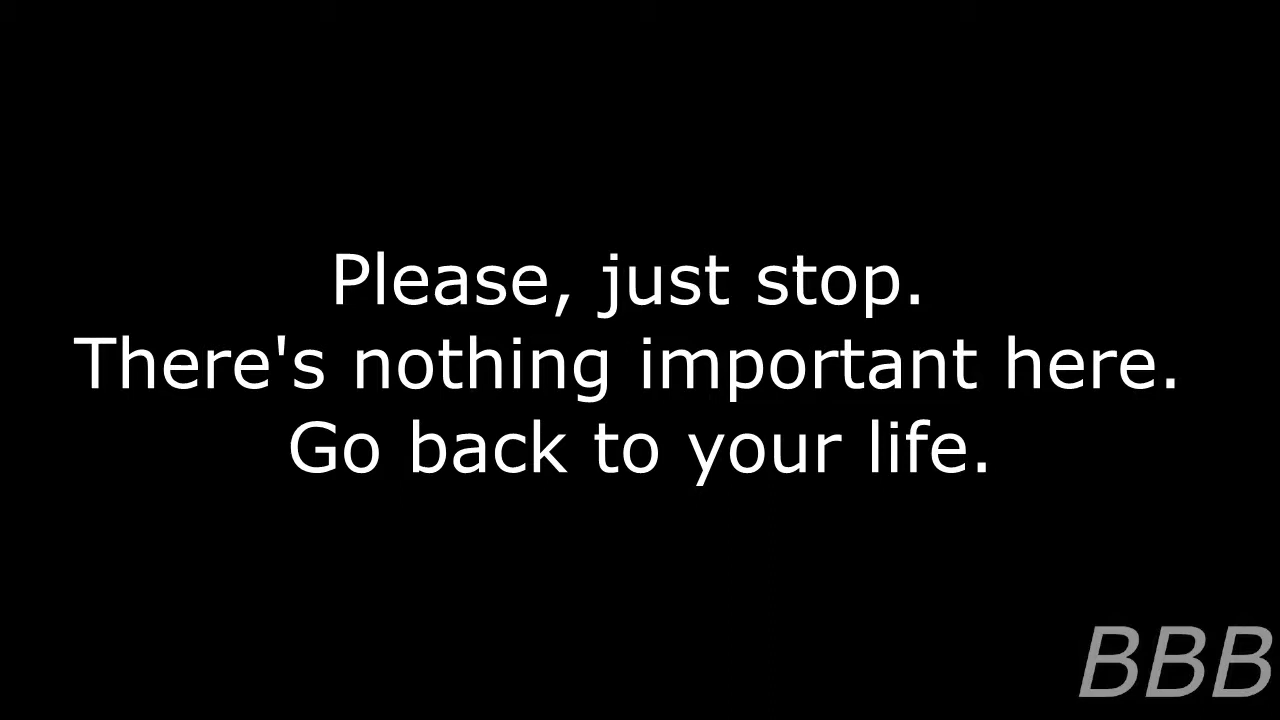 Please, just stop.
There's nothing important here.
Go back to your life.
BBB